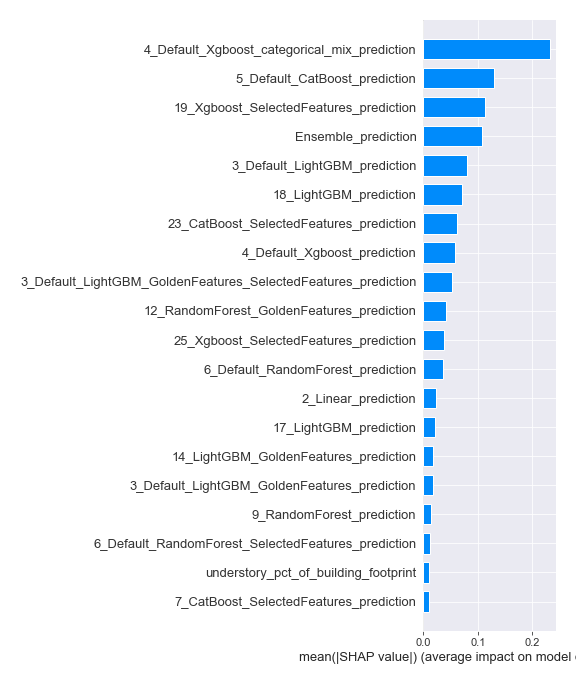 4_Default_Xgboost_categorical_mix_prediction
5_Default_CatBoost_prediction
19_Xgboost_SelectedFeatures_prediction
Ensemble_prediction
3_Default_LightGBM_prediction
18_LightGBM_prediction
23_CatBoost_SelectedFeatures_prediction
4_Default_Xgboost_prediction
3_Default_LightGBM_GoldenFeatures_SelectedFeatures_prediction
12_RandomForest_GoldenFeatures_prediction
25_Xgboost_SelectedFeatures_prediction
6_Default_RandomForest_prediction
2_Linear_prediction
17_LightGBM_prediction
14_LightGBM_GoldenFeatures_prediction
3_Default_LightGBM_GoldenFeatures_prediction
9_RandomForest_prediction
6_Default_RandomForest_SelectedFeatures_prediction
understory_pct_of_building_footprint
7_CatBoost_SelectedFeatures_prediction
0.0 0.1 0.2
mean(|SHAP value|) (average impact on model